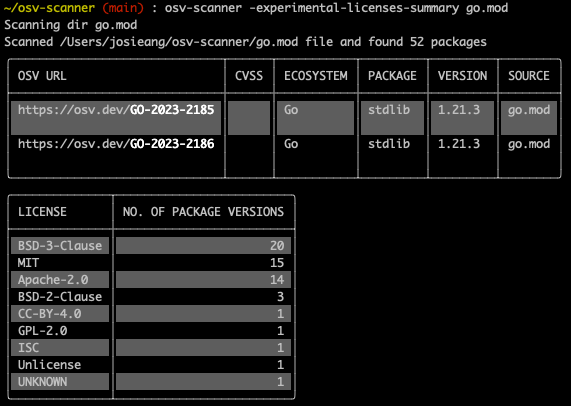 ~/osv-scanner (main) : osv-scanner -experimental-licenses-summary go.mod
Scanning dir go.mod
Scanned /Users/josieang/osv-scanner/go.mod file and found 52 packages
OSV URL CVSS ECOSYSTEM PACKAGE VERSION SOURCE
https://osv.dev/GO-2023-2185 Go stdlib 1.21.3 go.mod
https://osv.dev/GO-2023-2186 Go stdlib 1.21.3 go.mod
LICENSE NO. OF PACKAGE VERSIONS
BSD-3-Clause 20
MIT 15
Apache-2.0 14
BSD-2-Clause 3
CC-BY-4.0 1
GPL-2.0 1
ISC 1
Unlicense 1
UNKNOWN 1